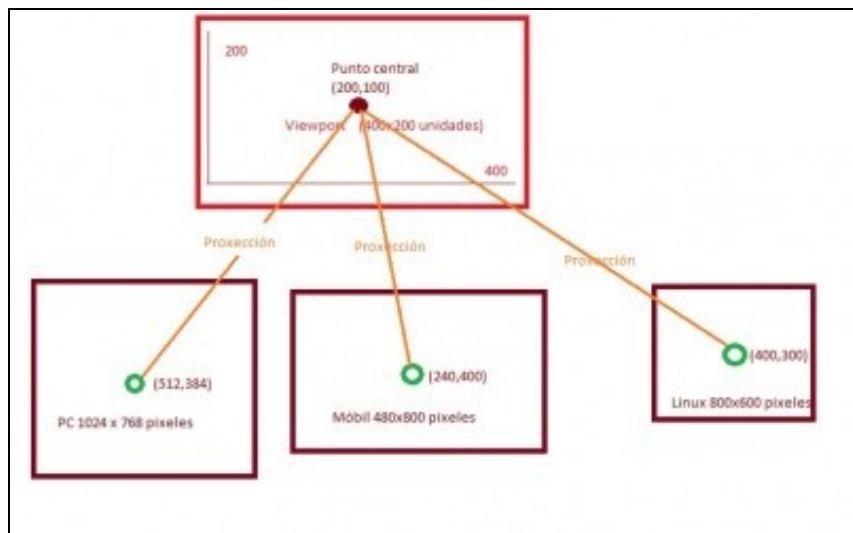 200
Punto central
(200,100)
Viewport (400x200 unidades)
400
Proxección
Proxección
Proxección
(512,384)
PC 1024 x 768 pixeles
(240,400)
Móbil 480x800 pixeles
(400,300)
Linux 800x600 pixeles